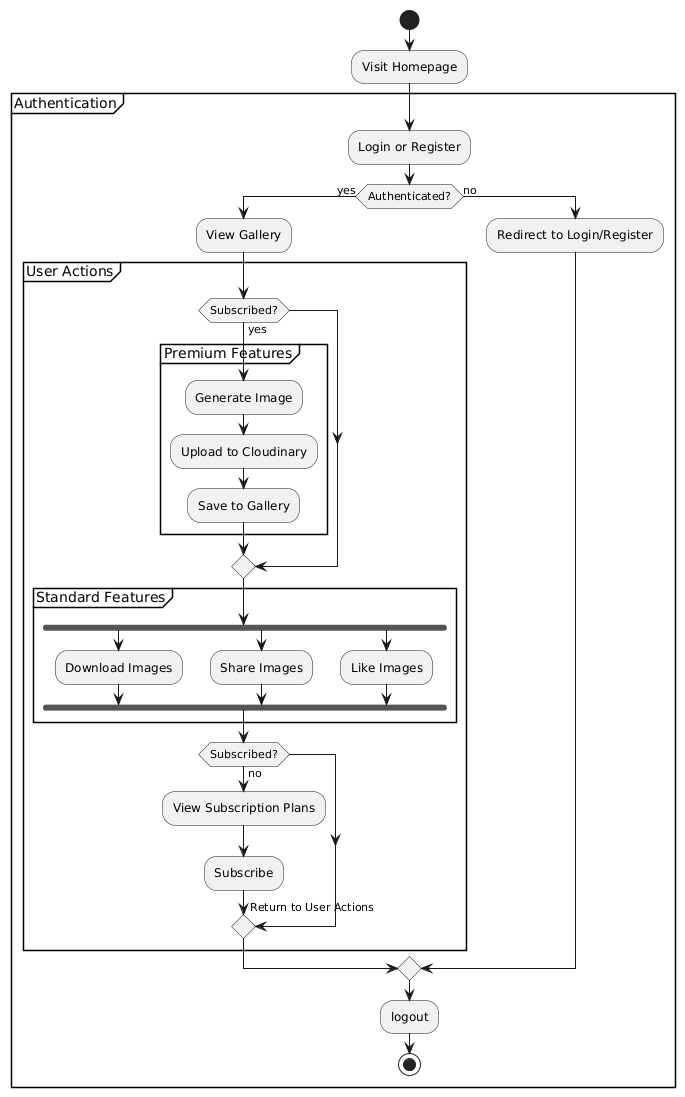 Visit Homepage
Authentication
Login or Register
Authenticated?
yes
no
View Gallery
Redirect to Login/Register
User Actions
Subscribed?
yes
Premium Features
Generate Image
Upload to Cloudinary
Save to Gallery
Standard Features
Download Images
Share Images
Like Images
Subscribed?
no
View Subscription Plans
Subscribe
Return to User Actions
logout